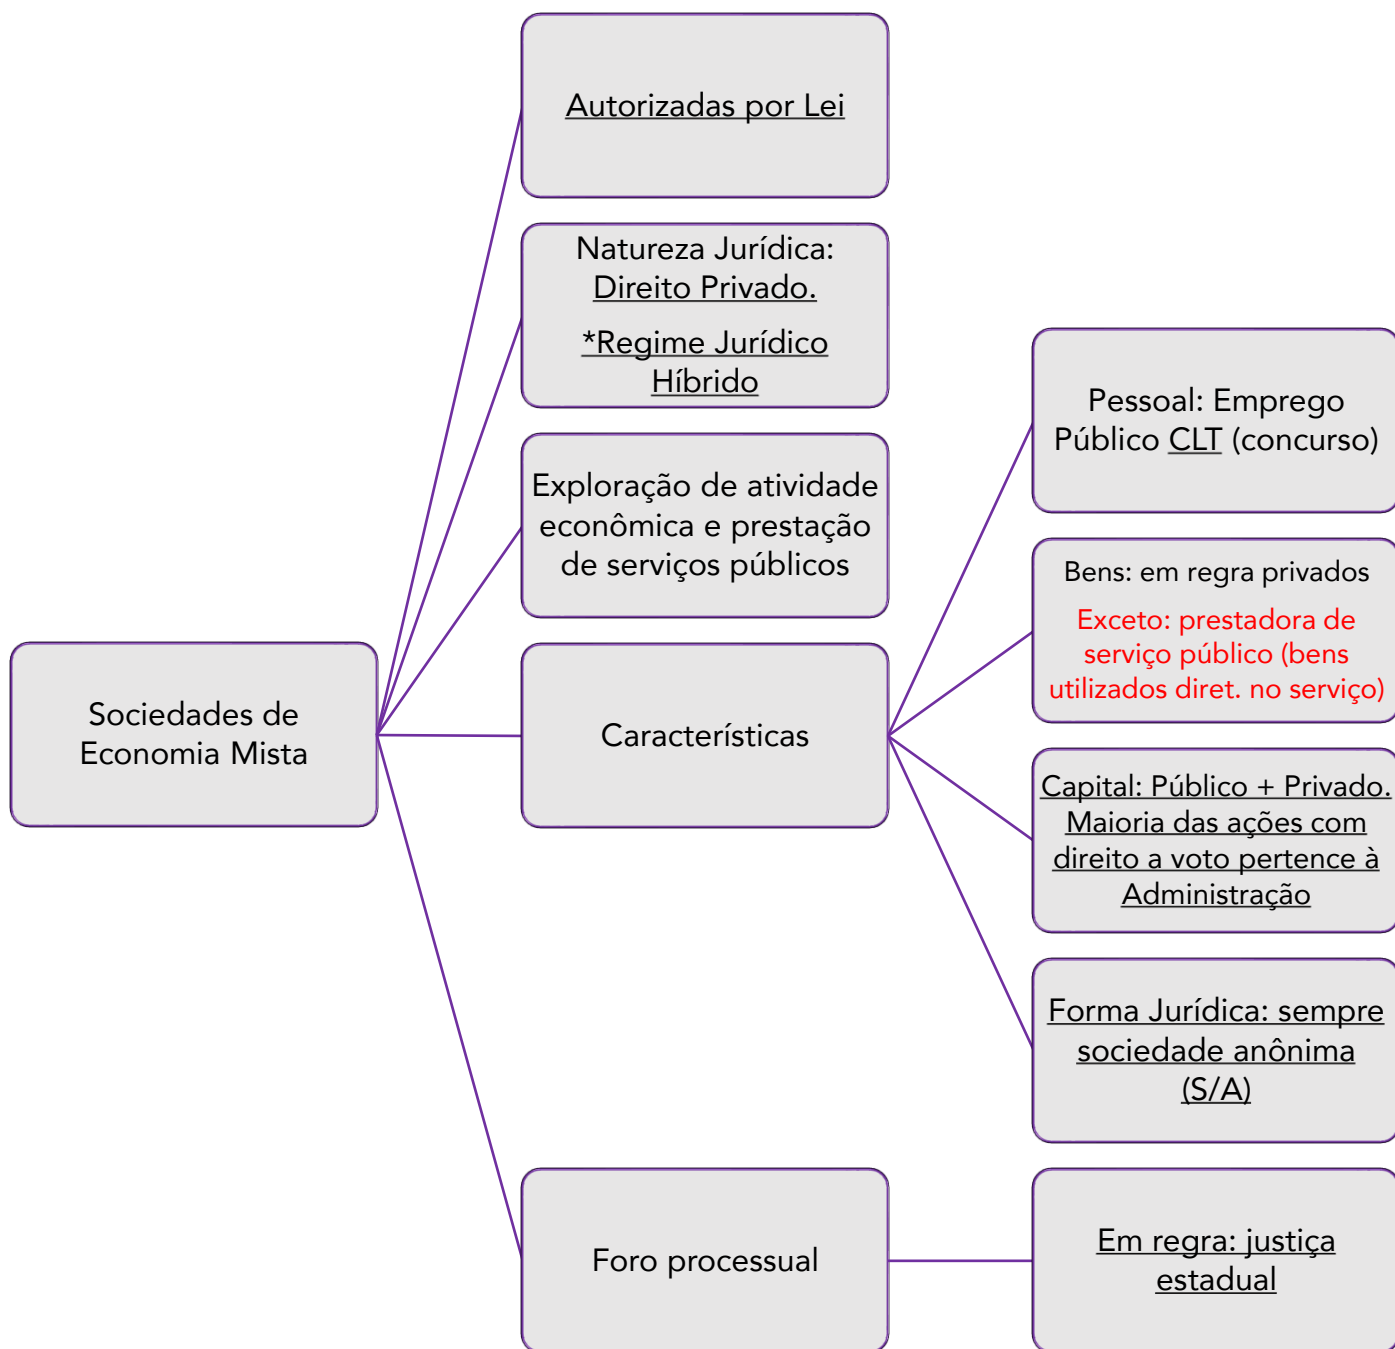 Sociedades de
Economia Mista
Autorizadas por Lei
Natureza Jurídica:
Direito Privado.
*Regime Jurídico
Híbrido
Exploração de atividade
econômica e prestação
de serviços públicos
Características
Pessoal: Emprego
Público CLT (concurso)
Bens: em regra privados
Exceto: prestadora de
serviço público (bens
utilizados diret. no serviço)
Capital: Público + Privado.
Maioria das ações com
direito a voto pertence à
Administração
Forma Jurídica: sempre
sociedade anônima
(S/A)
Foro processual
Em regra: justiça
estadual